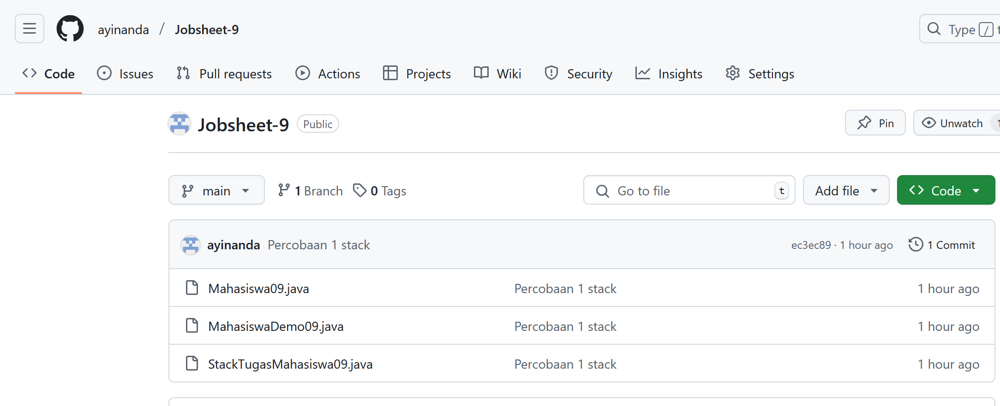 ayinanda / Jobsheet-9
Type / t
Code Issues Pull requests Actions Projects Wiki Security Insights Settings
Jobsheet-9 Public
Pin Unwatch 1
main 1 Branch 0 Tags Go to file t Add file Code
ayinanda Percobaan 1 stack ec3ec89 · 1 hour ago 1 Commit
Mahasiswa09.java Percobaan 1 stack 1 hour ago
MahasiswaDemo09.java Percobaan 1 stack 1 hour ago
StackTugasMahasiswa09.java Percobaan 1 stack 1 hour ago